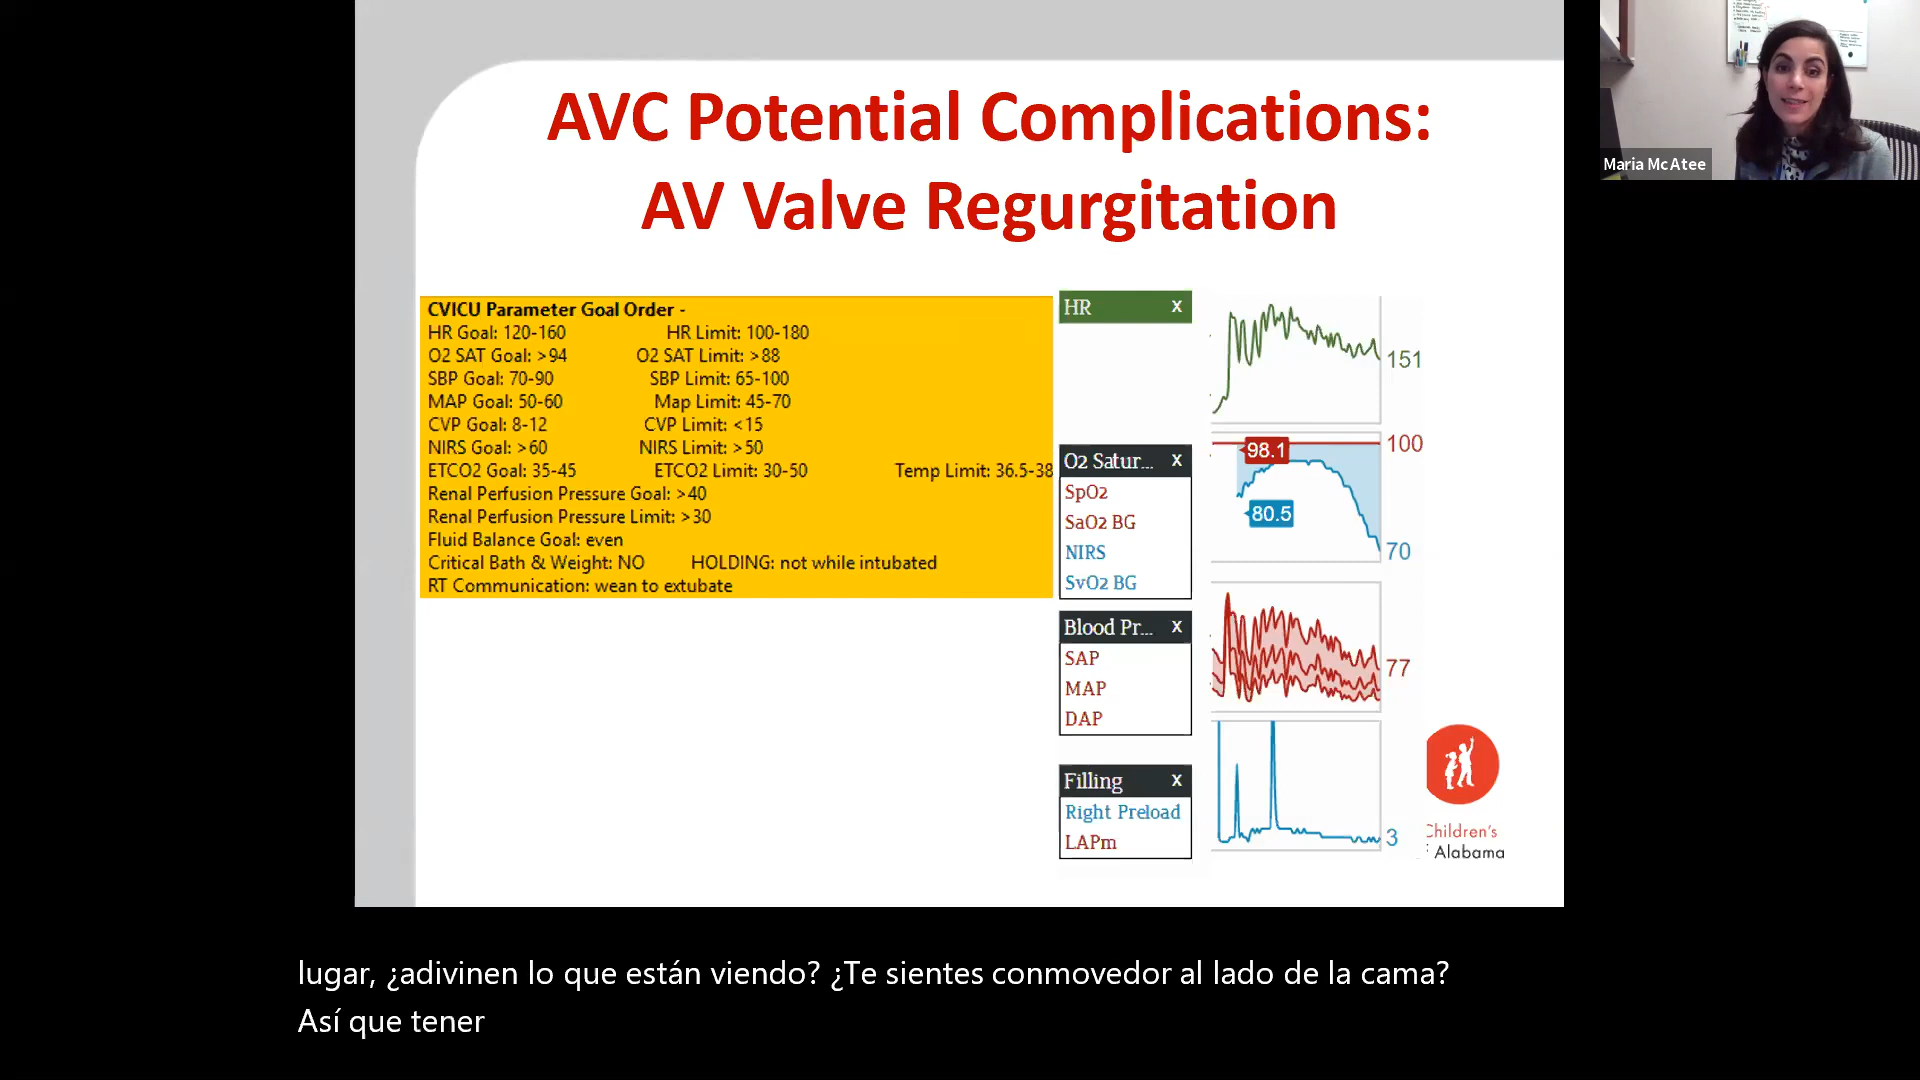 AVC Potential Complications:
AV Valve Regurgitation
CVICU Parameter Goal Order -
HR Goal: 120-160 HR Limit: 100-180
O2 SAT Goal: >94 O2 SAT Limit: >88
SBP Goal: 70-90 SBP Limit: 65-100
MAP Goal: 50-60 Map Limit: 45-70
CVP Goal: 8-12 CVP Limit: <15
NIRS Goal: >60 NIRS Limit: >50
ETCO2 Goal: 35-45 ETCO2 Limit: 30-50 Temp Limit: 36.5-38
Renal Perfusion Pressure Goal: >40
Renal Perfusion Pressure Limit: >30
Fluid Balance Goal: even
Critical Bath & Weight: NO HOLDING: not while intubated
RT Communication: wean to extubate
HR X
151
O2 Satur... X
SpO2
SaO2 BG
NIRS
SvO2 BG
98.1
80.5
100
70
Blood Pr... X
SAP
MAP
DAP
77
Filling X
Right Preload
LAPm
3
Children's
Alabama
Maria McAtee
lugar, ¿adivinen lo que están viendo? ¿Te sientes conmovedor al lado de la cama?
Así que tener